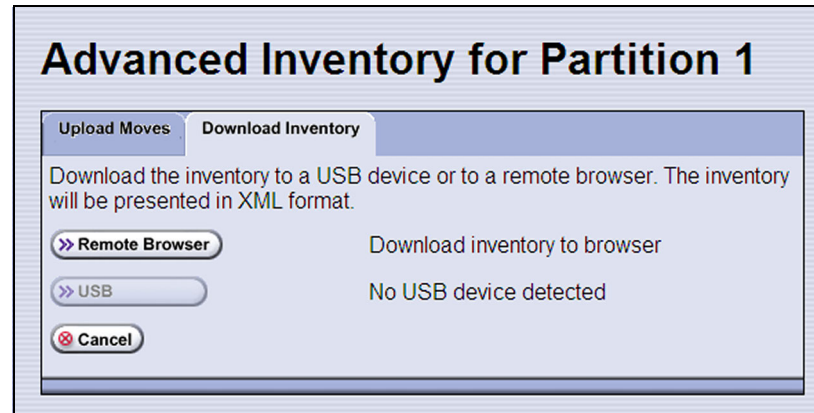 Advanced Inventory for Partition 1
Upload Moves Download Inventory
Download the inventory to a USB device or to a remote browser. The inventory
will be presented in XML format.
Remote Browser Download inventory to browser
USB No USB device detected
Cancel